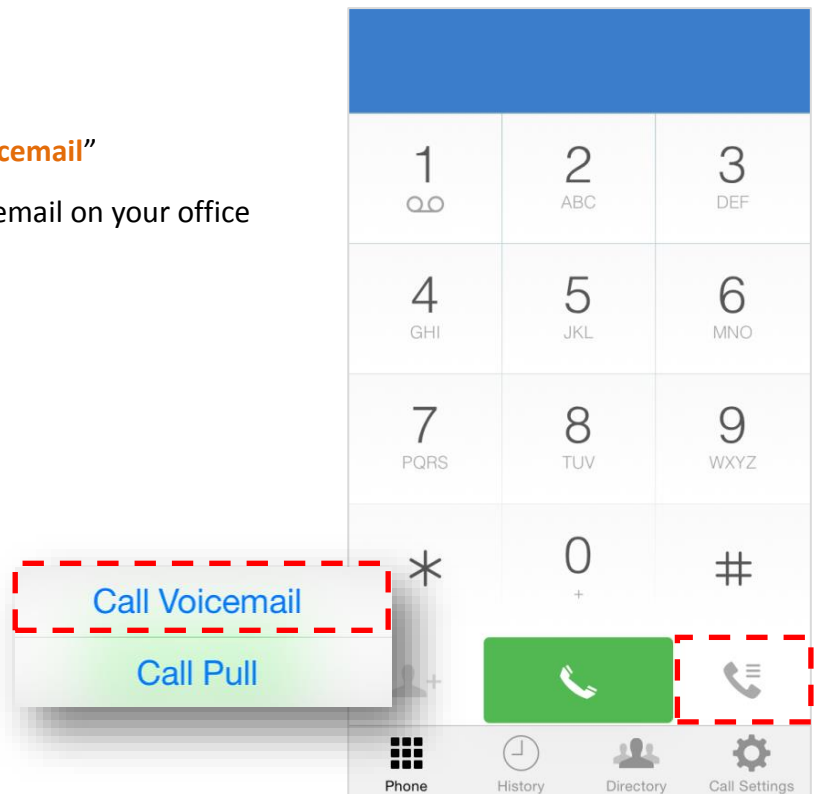 cemail”
email on your office
1
2
ABC
3
DEF
4
GHI
5
JKL
6
MNO
7
PQRS
8
TUV
9
WXYZ
*
0
+
#
Call Voicemail
Call Pull
Phone
History
Directory
Call Settings